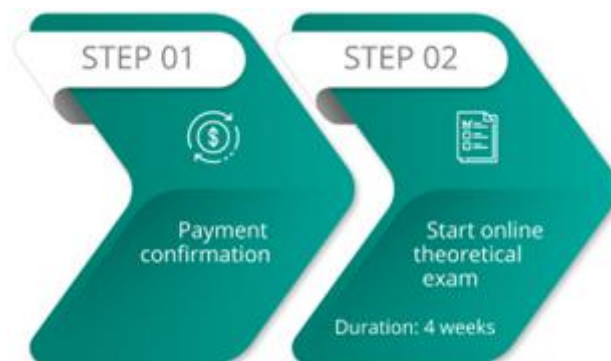 STEP 01
Payment
confirmation
STEP 02
Start online
theoretical
exam
Duration: 4 weeks